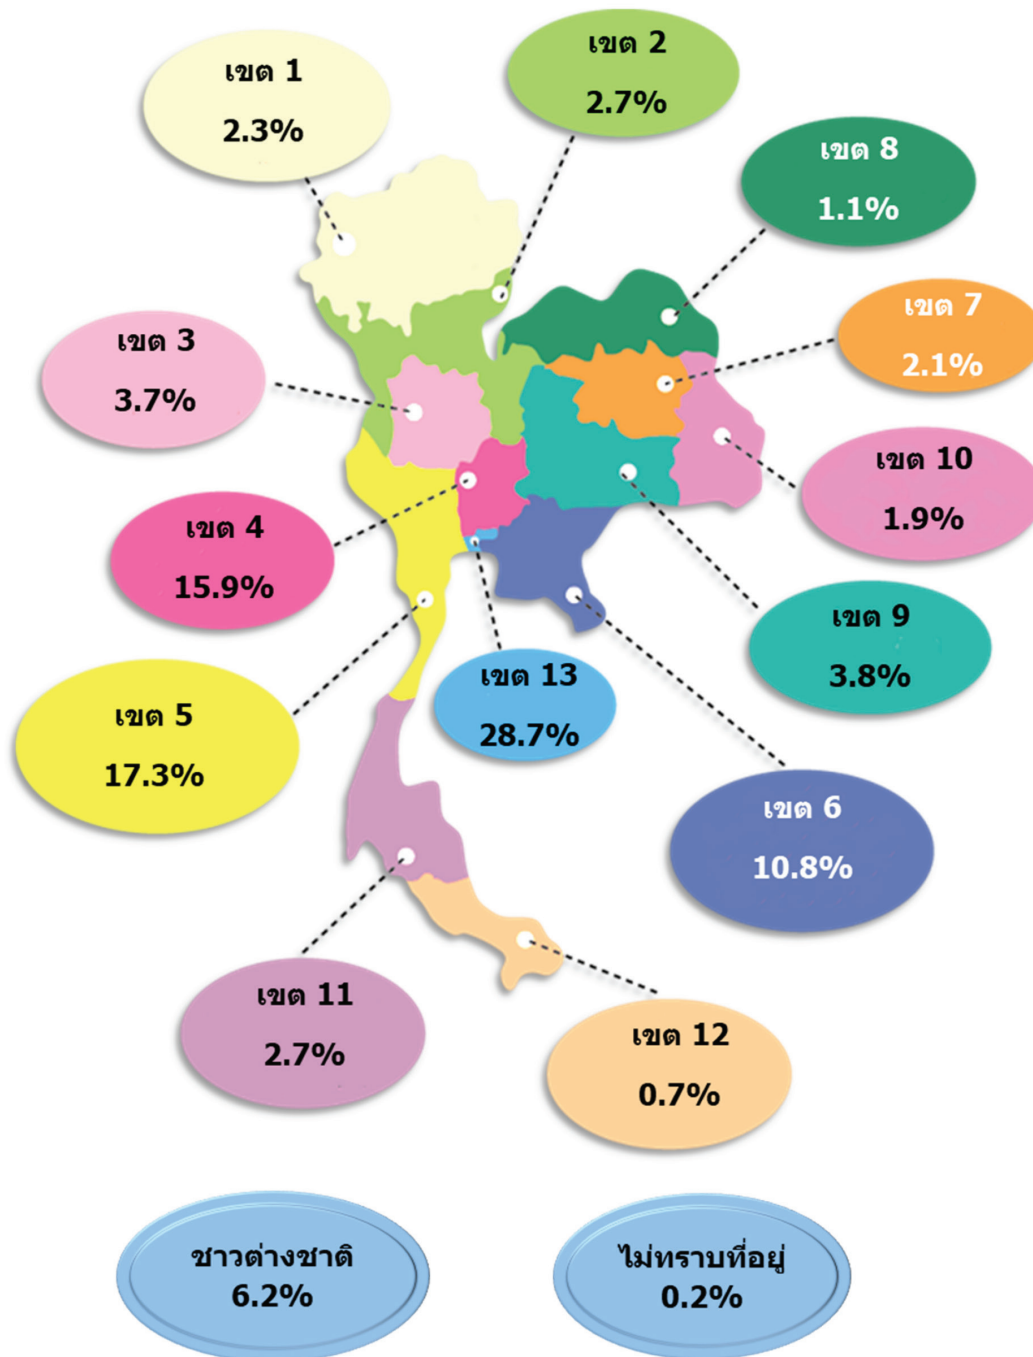 เขต 1
2.3%
เขต 2
2.7%
เขต 8
1.1%
เขต 3
3.7%
เขต 7
2.1%
เขต 10
1.9%
เขต 4
15.9%
เขต 9
3.8%
เขต 5
17.3%
เขต 13
28.7%
เขต 6
10.8%
เขต 11
2.7%
เขต 12
0.7%
ชาวต่างชาติ
6.2%
ไม่ทราบที่อยู่
0.2%